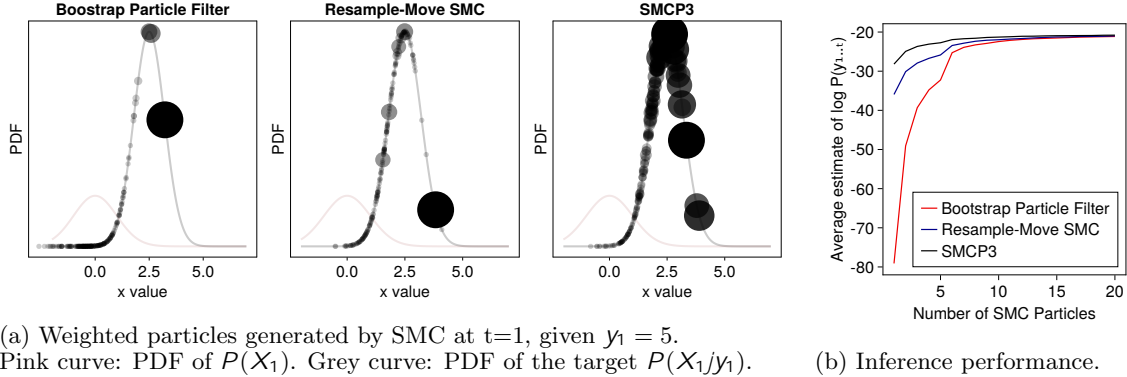 Boostrap Particle Filter
Resample-Move SMC
SMCP3
PDF
0.0 2.5 5.0
x value
PDF
0.0 2.5 5.0
x value
PDF
0.0 2.5 5.0
x value
Average estimate of log P(y₁...ₜ)
-20
-30
-40
-50
-60
-70
-80
Bootstrap Particle Filter
Resample-Move SMC
SMCP3
5 10 15 20
Number of SMC Particles
(a) Weighted particles generated by SMC at t=1, given y₁ = 5.
Pink curve: PDF of P(X₁). Grey curve: PDF of the target P(X₁jy₁).
(b) Inference performance.